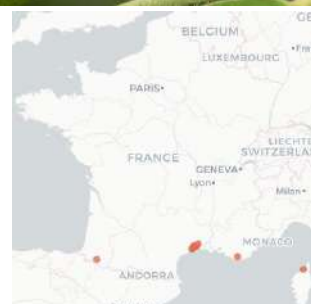 BELGIUM
LUXEMBOURG
PARIS
FRANCE
SWITZERLA
GENEVA
Lyon
Milan
MONACO
ANDORRA